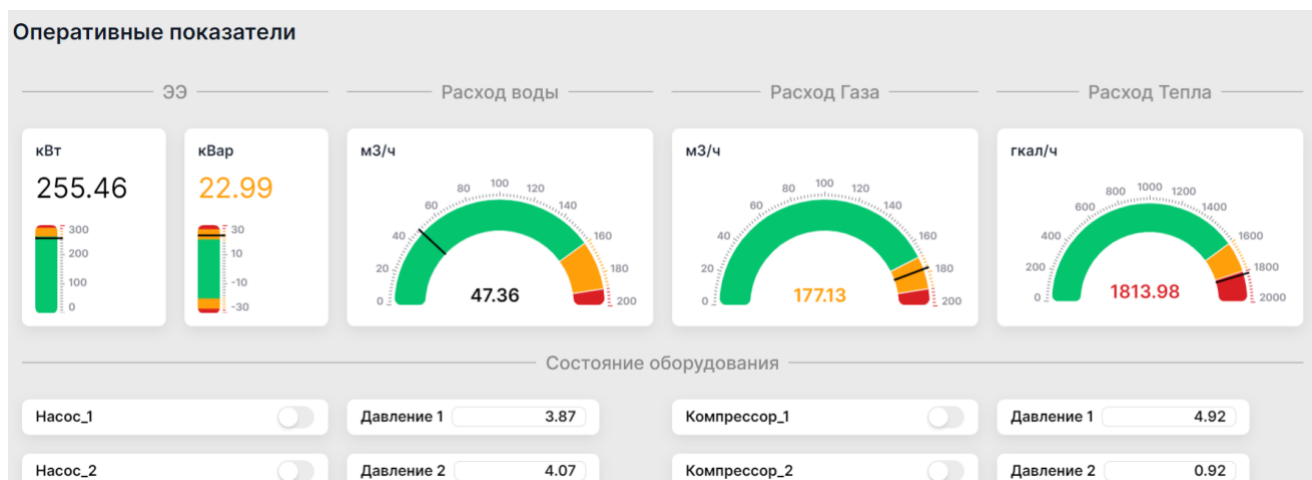 Оперативные показатели
ЭЭ
Расход воды
Расход Газа
Расход Тепла
кВт
255.46
300
200
100
0
кВар
22.99
30
10
-10
-30
м3/ч
0
20
40
60
80
100
120
140
160
180
200
47.36
м3/ч
0
20
40
60
80
100
120
140
160
180
200
177.13
гкал/ч
0
200
400
600
800
1000
1200
1400
1600
1800
2000
1813.98
Состояние оборудования
Насос_1
Давление 1 3.87
Компрессор_1
Давление 1 4.92
Насос_2
Давление 2 4.07
Компрессор_2
Давление 2 0.92